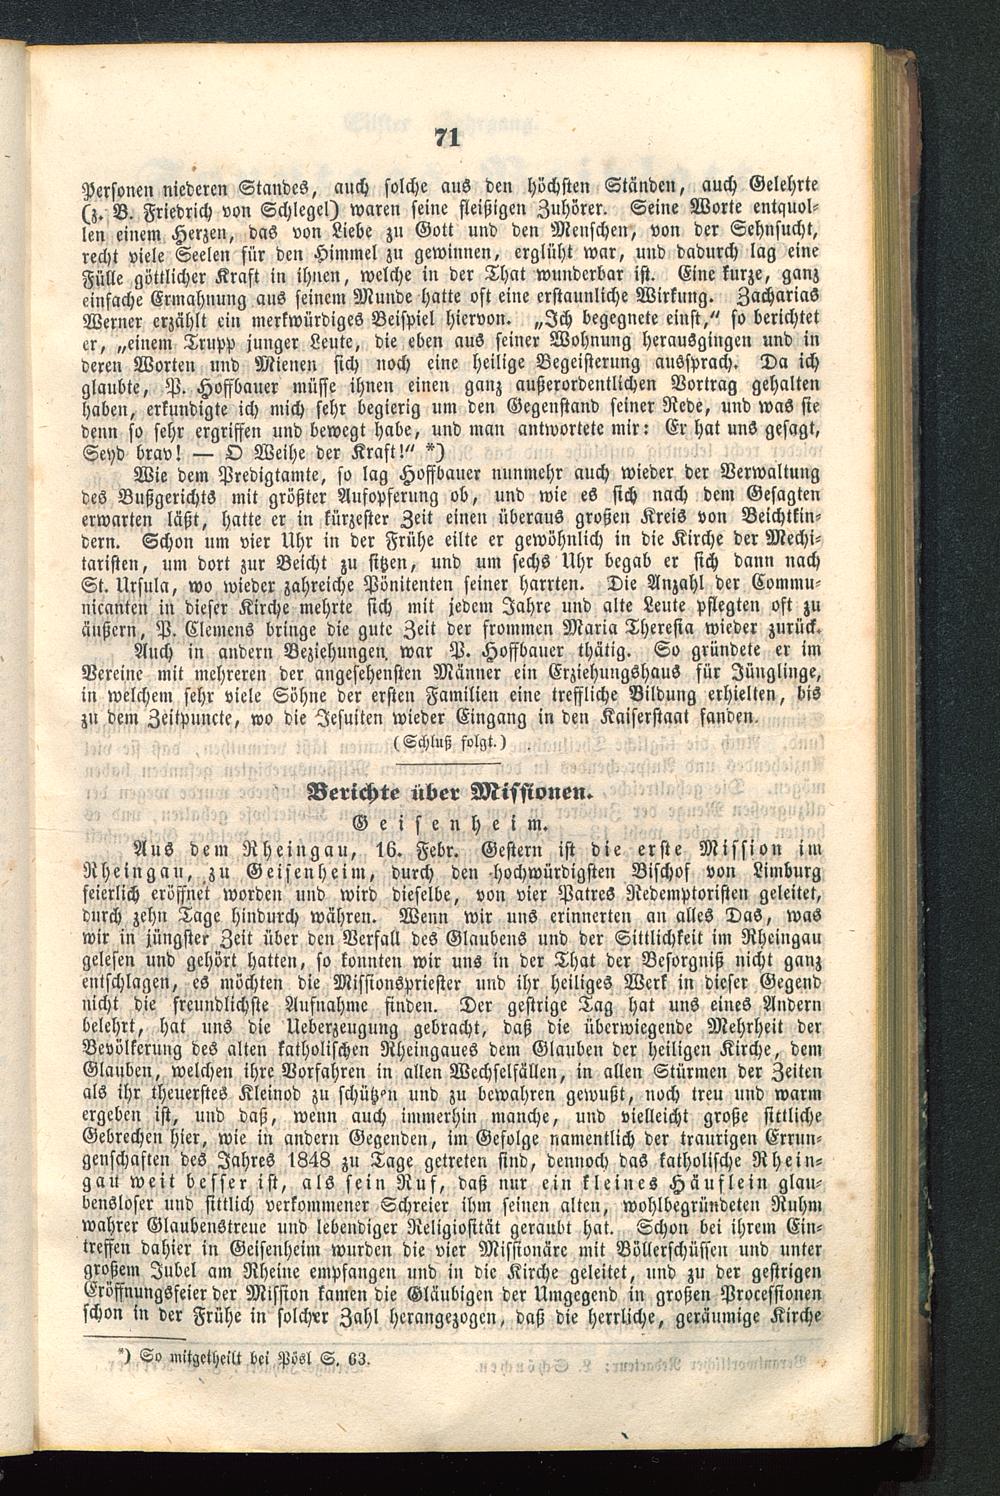 71
Personen niederen Standes, auch solche aus den höchsten Ständen, auch Gelehrte
(z. B. Friedrich von Schlegel) waren seine fleißigen Zuhörer. Seine Worte entquol-
len einem Herzen, das von Liebe zu Gott und den Menschen, von der Sehnsucht,
recht viele Seelen für den Himmel zu gewinnen, erglüht war, und dadurch lag eine
Fülle göttlicher Kraft in ihnen, welche in der That wunderbar ist. Eine kurze, ganz
einfache Ermahnung aus seinem Munde hatte oft eine erstaunliche Wirkung. Zacharias
Werner erzählt ein merkwürdiges Beispiel hiervon. „Ich begegnete einst,“ so berichtet
er, „einem Trupp junger Leute, die eben aus seiner Wohnung herausgingen und in
deren Worten und Mienen sich noch eine heilige Begeisterung aussprach. Da ich
glaubte, P. Hoffbauer müsse ihnen einen ganz außerordentlichen Vortrag gehalten
haben, erkundigte ich mich sehr begierig um den Gegenstand seiner Rede, und was sie
denn so sehr ergriffen und bewegt habe, und man antwortete mir: Er hat uns gesagt,
Seyd brav! — O Weihe der Kraft!“ *)
Wie dem Predigtamte, so lag Hoffbauer nunmehr auch wieder der Verwaltung
des Bußgerichts mit größter Aufopferung ob, und wie es sich nach dem Gesagten
erwarten läßt, hatte er in kürzester Zeit einen überaus großen Kreis von Beichtkin-
dern. Schon um vier Uhr in der Frühe eilte er gewöhnlich in die Kirche der Mechi-
taristen, um dort zur Beicht zu sitzen, und um sechs Uhr begab er sich dann nach
St. Ursula, wo wieder zahreiche Pönitenten seiner harrten. Die Anzahl der Commu-
nicanten in dieser Kirche mehrte sich mit jedem Jahre und alte Leute pflegten oft zu
äußern, P. Clemens bringe die gute Zeit der frommen Maria Theresia wieder zurück.
Auch in andern Beziehungen war P. Hoffbauer thätig. So gründete er im
Vereine mit mehreren der angesehensten Männer ein Erziehungshaus für Jünglinge,
in welchem sehr viele Söhne der ersten Familien eine treffliche Bildung erhielten, bis
zu dem Zeitpuncte, wo die Jesuiten wieder Eingang in den Kaiserstaat fanden.
(Schluß folgt.)
Berichte über Missionen.
Geisenheim.
Aus dem Rheingau, 16. Febr. Gestern ist die erste Mission im
Rheingau, zu Geisenheim, durch den hochwürdigsten Bischof von Limburg
feierlich eröffnet worden und wird dieselbe, von vier Patres Redemptoristen geleitet,
durch zehn Tage hindurch währen. Wenn wir uns erinnerten an alles Das, was
wir in jüngster Zeit über den Verfall des Glaubens und der Sittlichkeit im Rheingau
gelesen und gehört hatten, so konnten wir uns in der That der Besorgniß nicht ganz
entschlagen, es möchten die Missionspriester und ihr heiliges Werk in dieser Gegend
nicht die freundlichste Aufnahme finden. Der gestrige Tag hat uns eines Andern
belehrt, hat uns die Ueberzeugung gebracht, daß die überwiegende Mehrheit der
Bevölkerung des alten katholischen Rheingaues dem Glauben der heiligen Kirche, dem
Glauben, welchen ihre Vorfahren in allen Wechselfällen, in allen Stürmen der Zeiten
als ihr theuerstes Kleinod zu schützen und zu bewahren gewußt, noch treu und warm
ergeben ist, und daß, wenn auch immerhin manche, und vielleicht große sittliche
Gebrechen hier, wie in andern Gegenden, im Gefolge namentlich der traurigen Errun-
genschaften des Jahres 1848 zu Tage getreten sind, dennoch das katholische Rhein-
gau weit besser ist, als sein Ruf, daß nur ein kleines Häuflein glau-
bensloser und sittlich verkommener Schreier ihm seinen alten, wohlbegründeten Ruhm
wahrer Glaubenstreue und lebendiger Religiosität geraubt hat. Schon bei ihrem Ein-
treffen dahier in Geisenheim wurden die vier Missionäre mit Böllerschüssen und unter
großem Jubel am Rheine empfangen und in die Kirche geleitet, und zu der gestrigen
Eröffnungsfeier der Mission kamen die Gläubigen der Umgegend in großen Processionen
schon in der Frühe in solcher Zahl herangezogen, daß die herrliche, geräumige Kirche
*) So mitgetheilt bei Pösl S. 63.